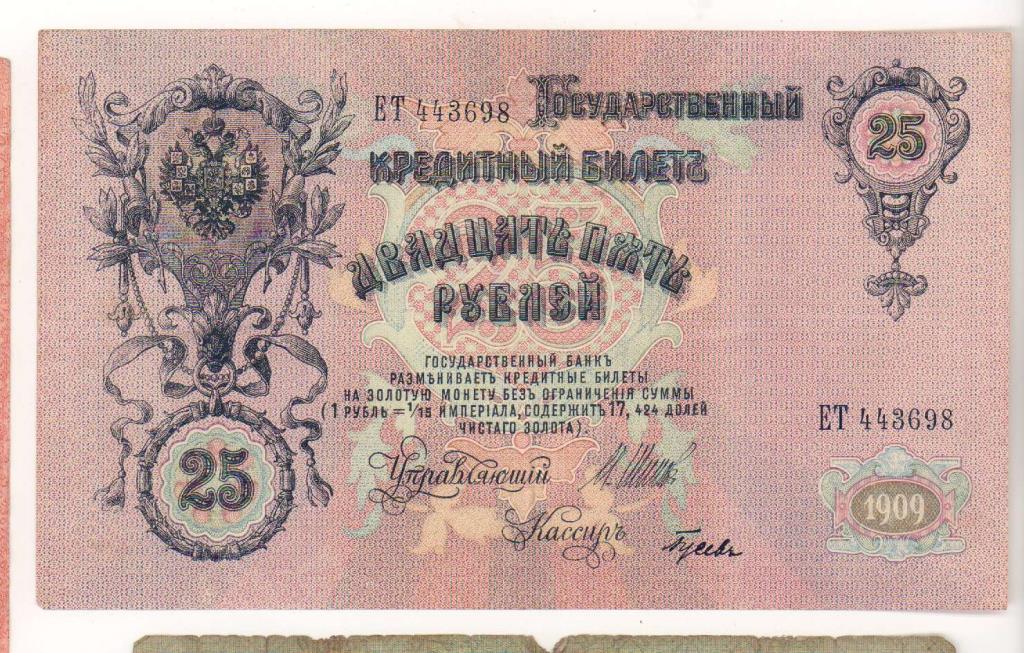 ЕТ 443698
Государственный
Кредитный Билетъ
25
Двадцать пять
рублей
Государственный Банкъ
размѣниваетъ кредитные билеты
на золотую монету безъ ограниченія суммы
(1 рубль = 1/15 имперіала, содержитъ 17,424 долей
чистаго золота).
ЕТ 443698
25
Управляющій
Кассиръ
Гусевъ
1909